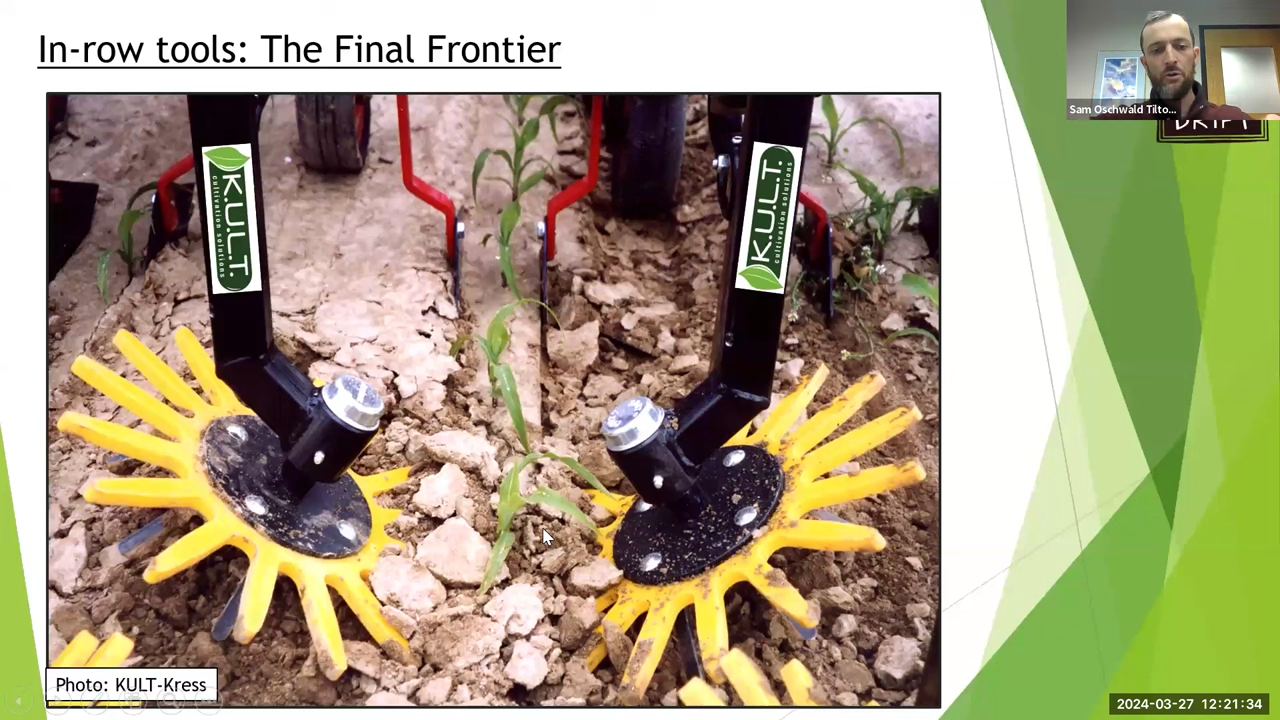 In-row tools: The Final Frontier
Sam Oschwald Tilto...
DRIFT
K.U.L.T.
cultivation solutions
K.U.L.T.
cultivation solutions
Photo: KULT-Kress
2024-03-27 12:21:34